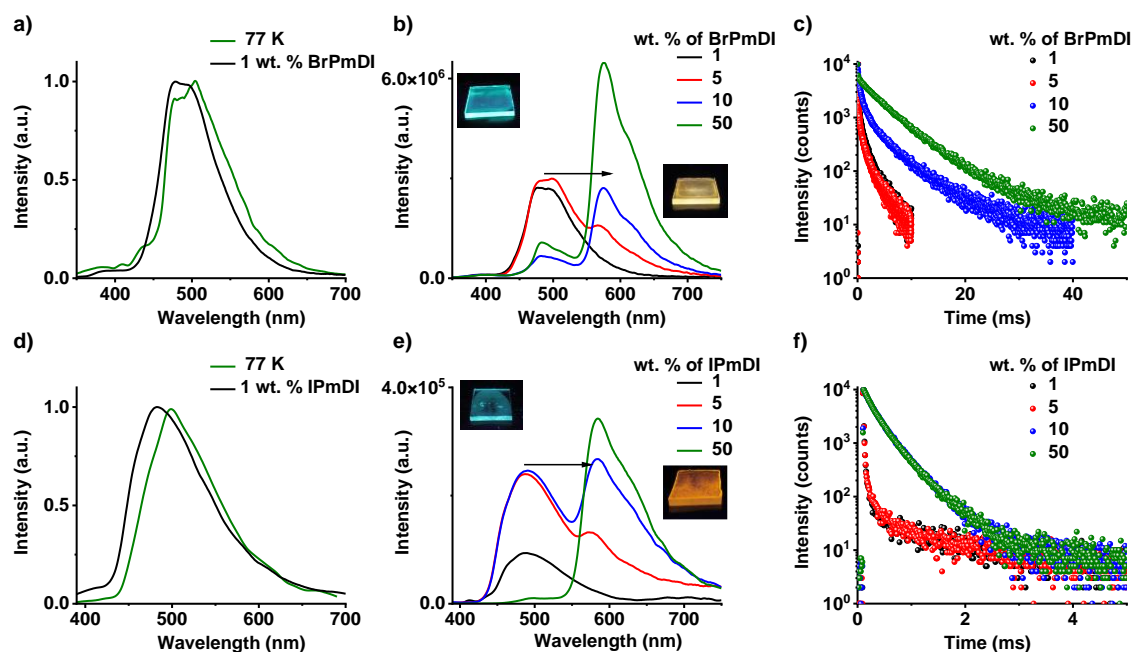 a)
77 K
1 wt. % BrPmDI
1.0
0.5
0.0
Intensity (a.u.)
400 500 600 700
Wavelength (nm)
b)
wt. % of BrPmDI
1
5
10
50
6.0×10⁶
0.0
Intensity (a.u.)
400 500 600 700
Wavelength (nm)
c)
wt. % of BrPmDI
1
5
10
50
10⁴
10³
10²
10¹
10⁰
Intensity (counts)
0 20 40
Time (ms)
d)
77 K
1 wt. % IPmDI
1.0
0.5
0.0
Intensity (a.u.)
400 500 600 700
Wavelength (nm)
e)
wt. % of IPmDI
1
5
10
50
4.0×10⁵
0.0
Intensity (a.u.)
400 500 600 700
Wavelength (nm)
f)
wt. % of IPmDI
1
5
10
50
10⁴
10³
10²
10¹
10⁰
Intensity (counts)
0 2 4
Time (ms)